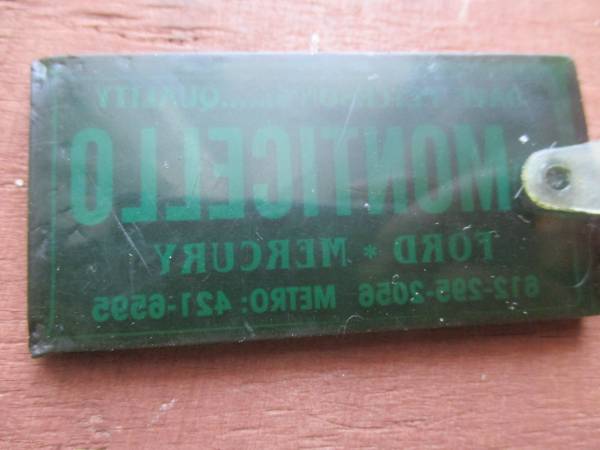 QUALITY
MONTICELLO
FORD * MERCURY
612-295-2056 METRO: 421-6595